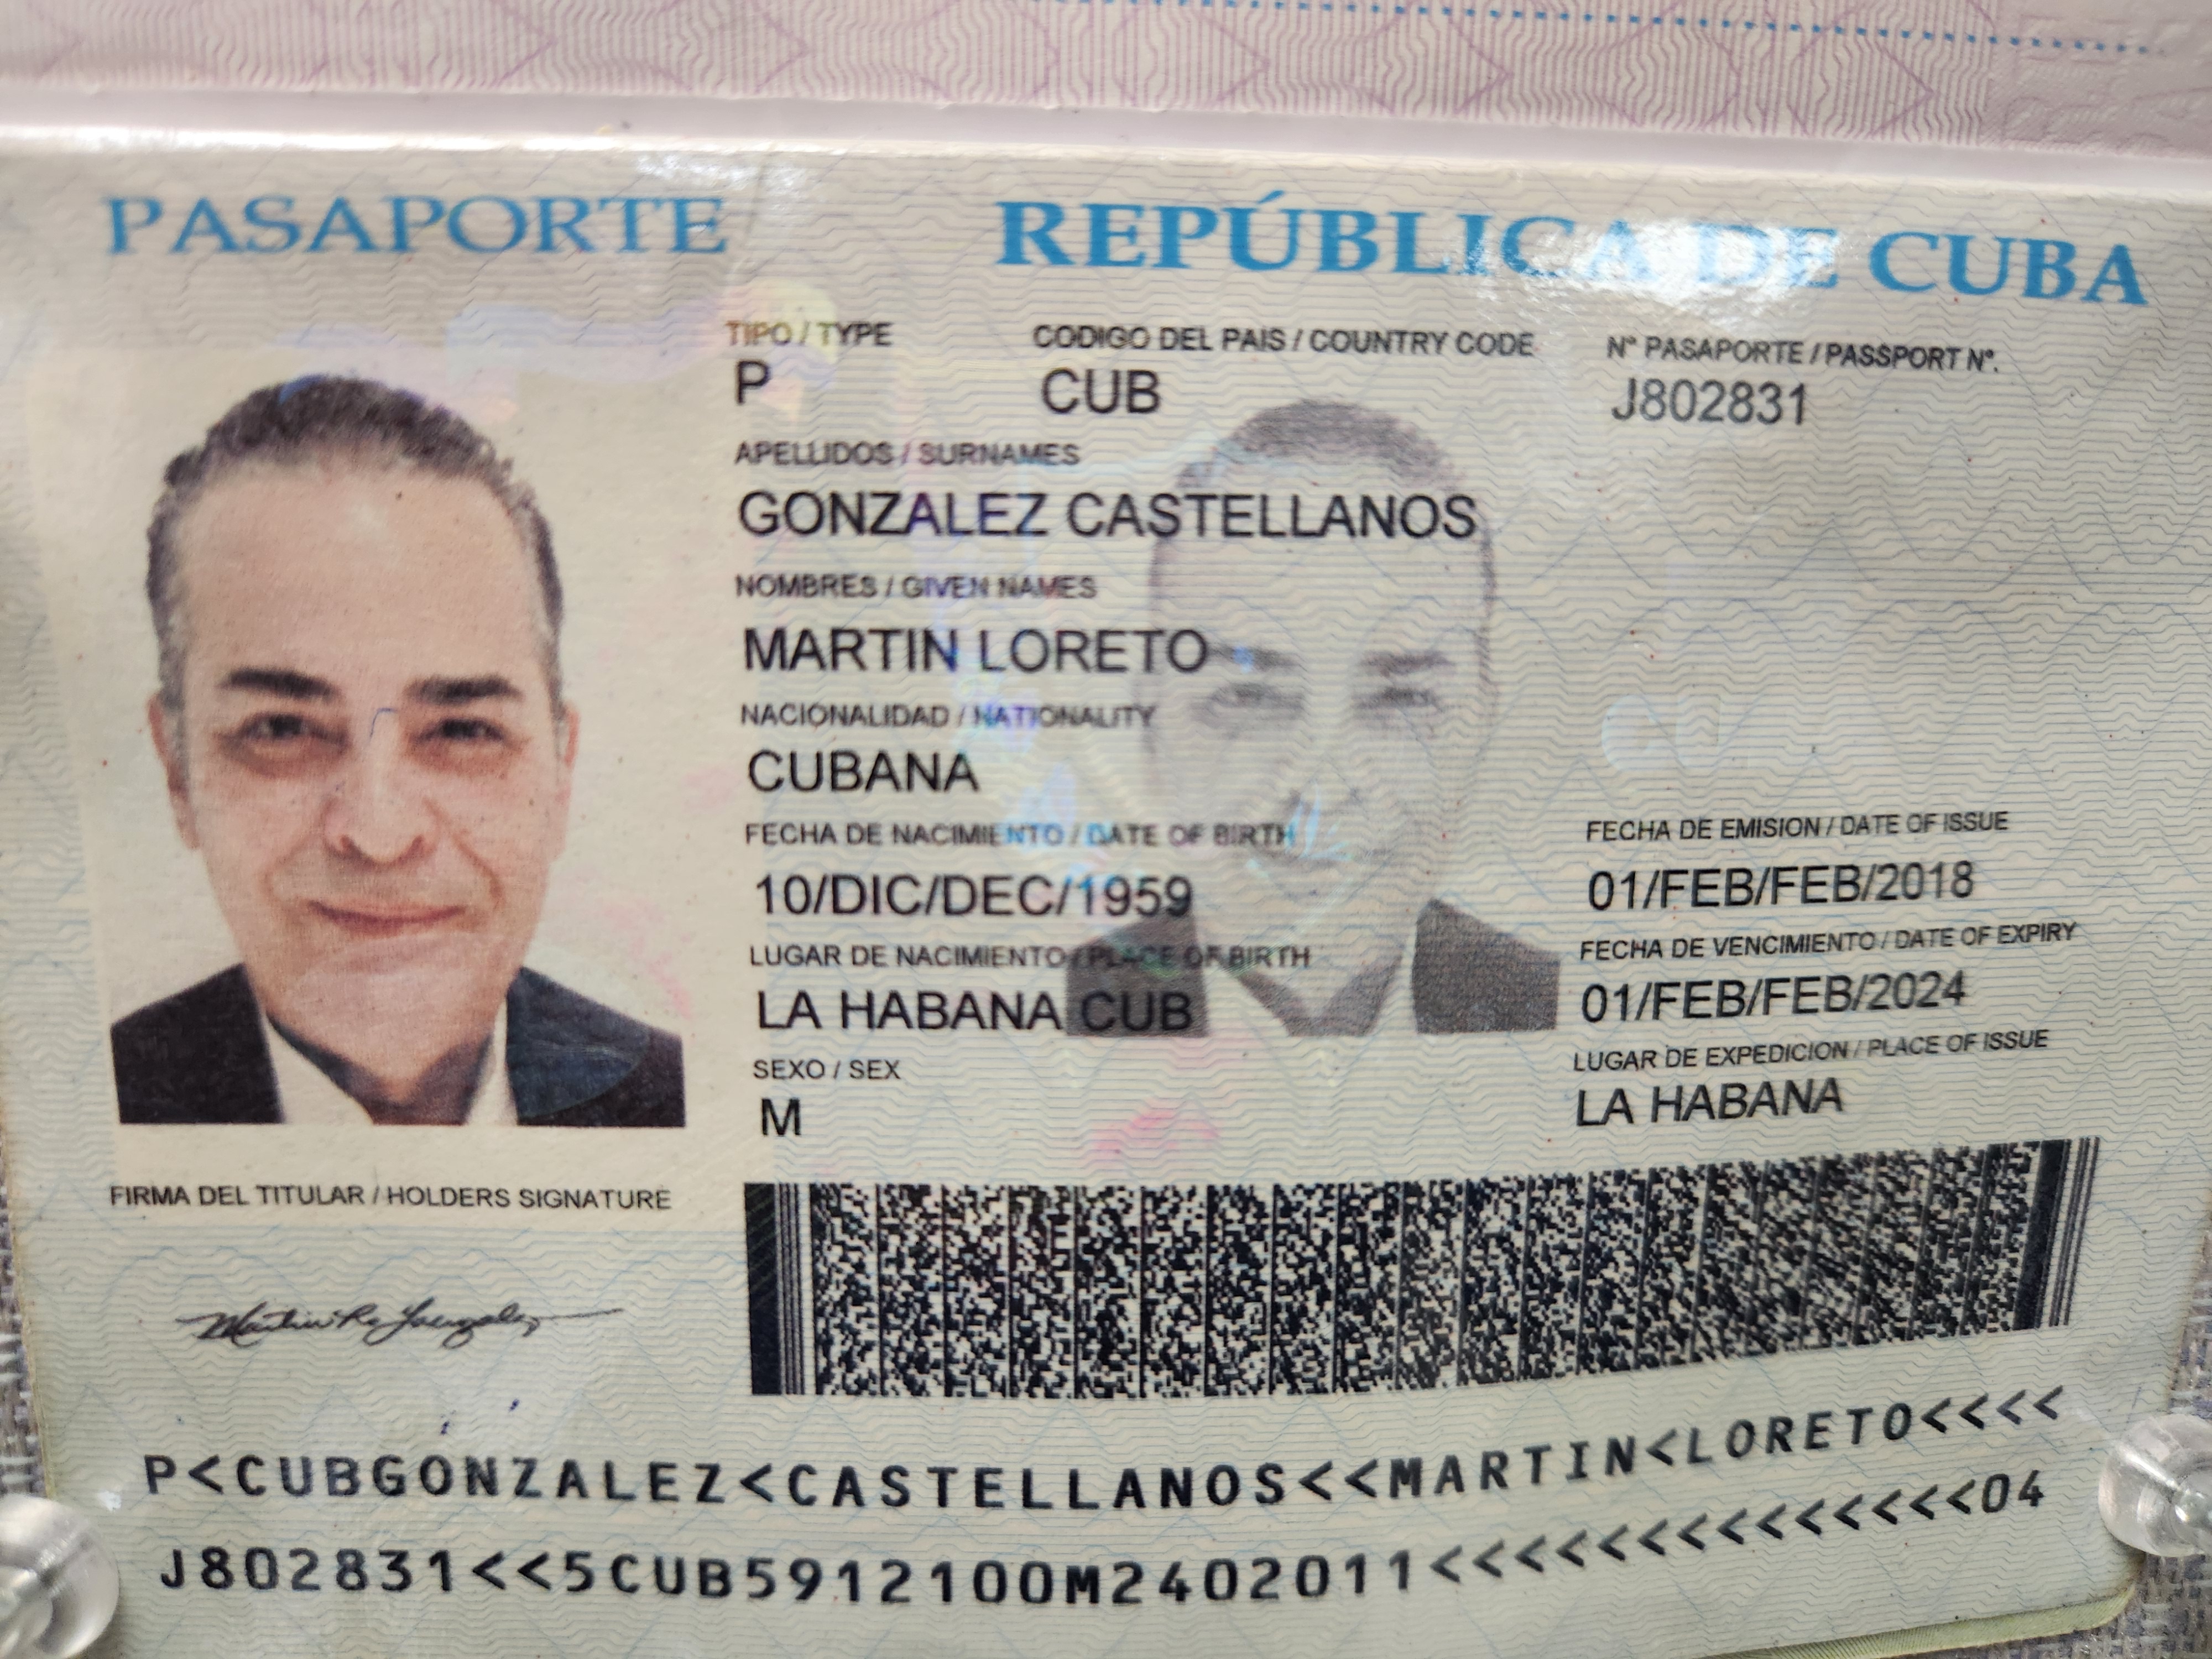 PASAPORTE
REPÚBLICA DE CUBA
TIPO / TYPE
P
CODIGO DEL PAIS / COUNTRY CODE
CUB
Nº PASAPORTE / PASSPORT Nº.
J802831
APELLIDOS / SURNAMES
GONZALEZ CASTELLANOS
NOMBRES / GIVEN NAMES
MARTIN LORETO
NACIONALIDAD / NATIONALITY
CUBANA
FECHA DE NACIMIENTO / DATE OF BIRTH
10/DIC/DEC/1959
LUGAR DE NACIMIENTO / PLACE OF BIRTH
LA HABANA CUB
SEXO / SEX
M
FECHA DE EMISION / DATE OF ISSUE
01/FEB/FEB/2018
FECHA DE VENCIMIENTO / DATE OF EXPIRY
01/FEB/FEB/2024
LUGAR DE EXPEDICION / PLACE OF ISSUE
LA HABANA
FIRMA DEL TITULAR / HOLDERS SIGNATURE
P<CUBGONZALEZ<CASTELLANOS<<MARTIN<LORETO<<<<
J802831<<5CUB5912100M2402011<<<<<<<<<<<<<<04